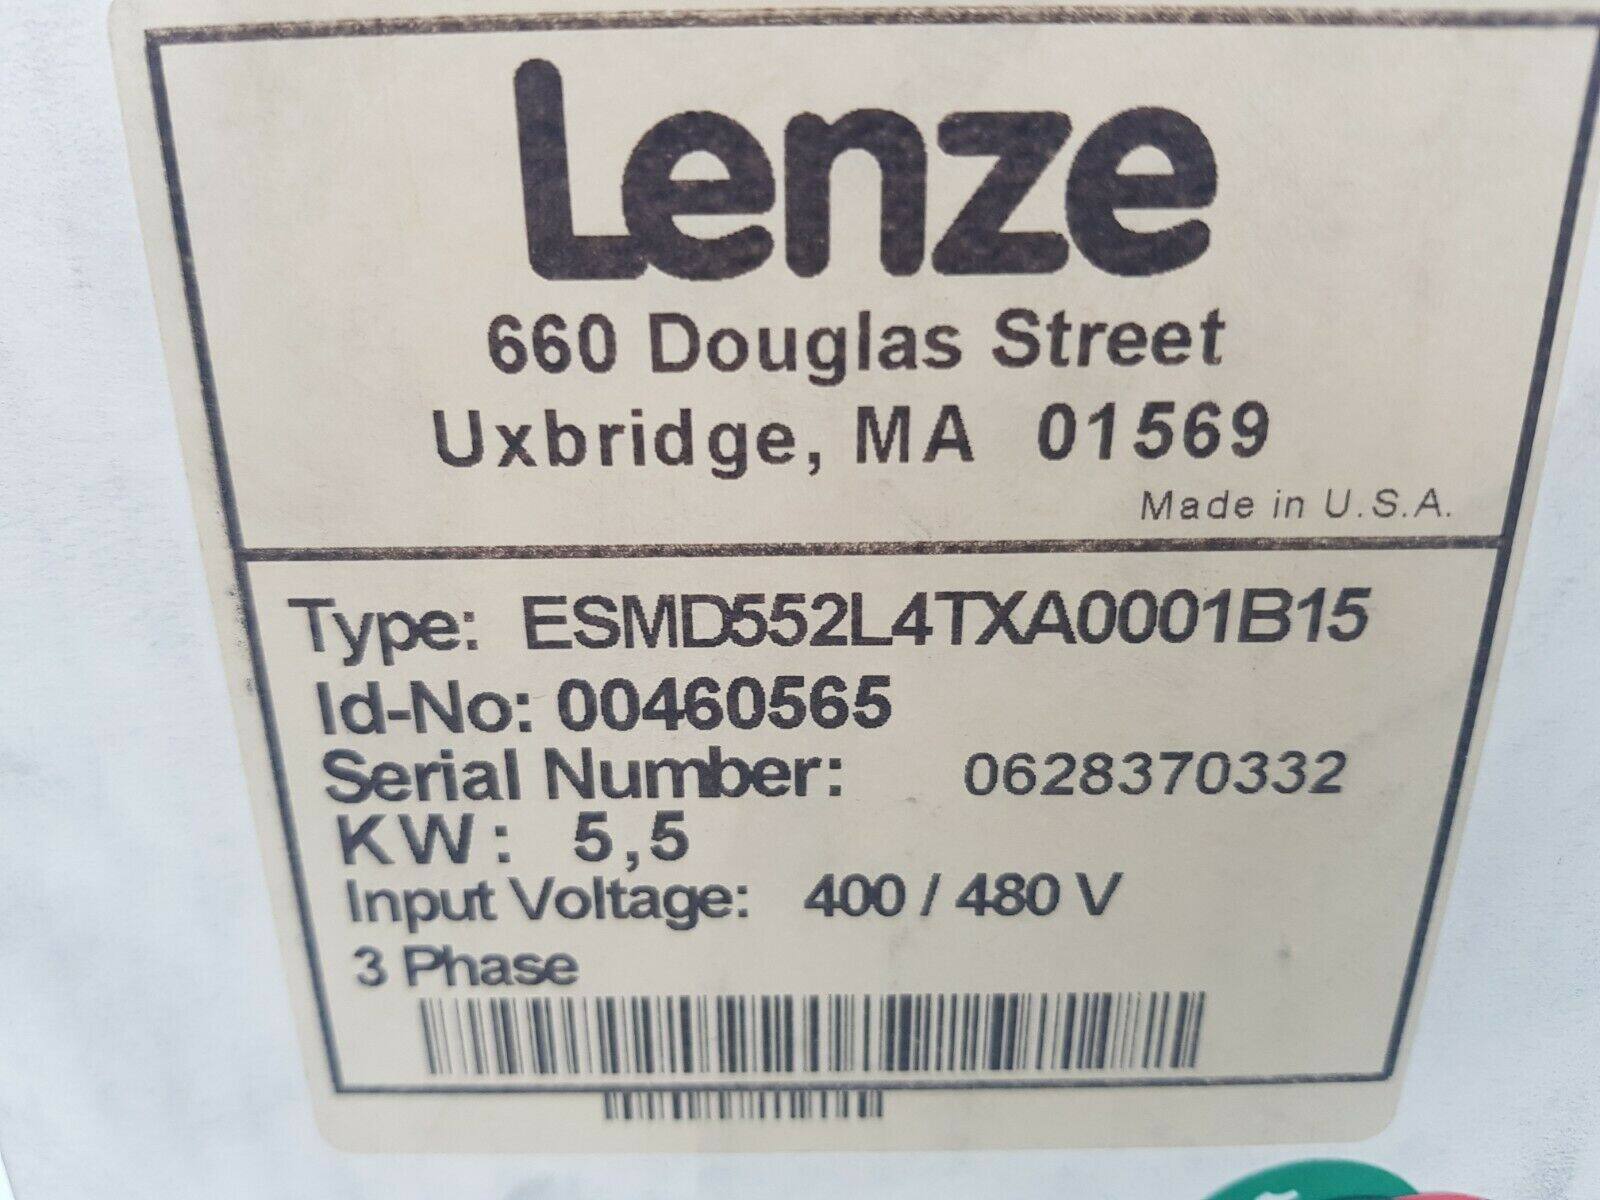 Lenze
660 Douglas Street
Uxbridge, MA 01569
Made in U.S.A.
Type: ESMD552L4TXA0001B15
Id-No: 00460565
Serial Number: 0628370332
KW: 5,5
Input Voltage: 400 / 480 V
3 Phase